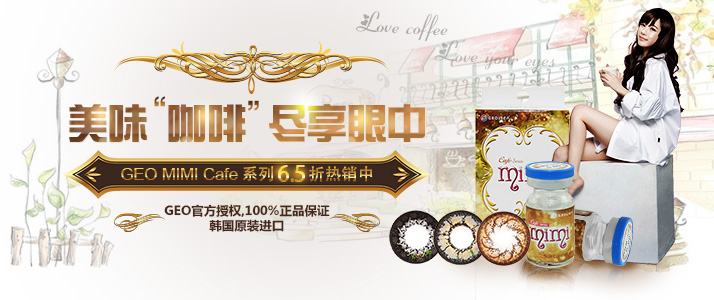 Love coffee
Love your eyes
美味“咖啡”尽享眼中
GEO MIMI Cafe 系列6.5折热销中
GEO官方授权,100%正品保证
韩国原装进口
Café Series
mimi
mimi